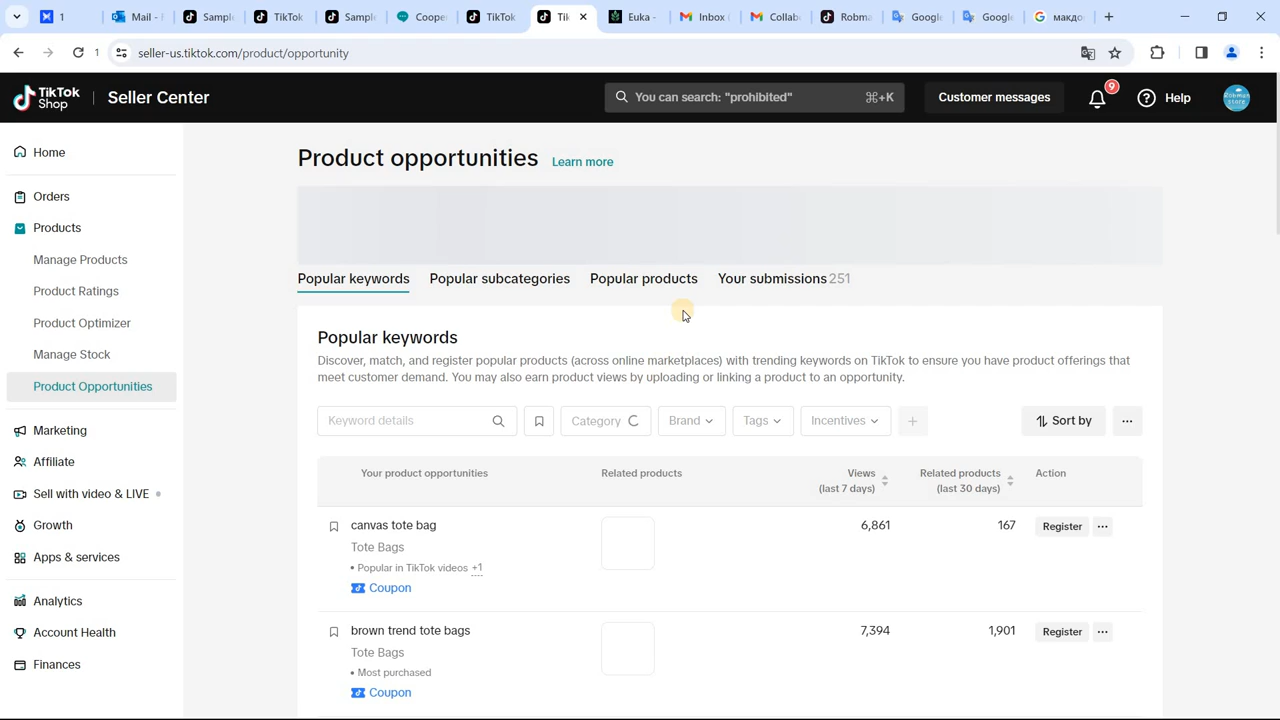 1
Mail -
Sample
TikTok
Sample
Coope
TikTok
Tik
Euka -
Inbox
Collab
Robma
Google
Google
макдо
seller-us.tiktok.com/product/opportunity
1
TikTok Shop | Seller Center
You can search: "prohibited"
⌘+K
Customer messages
9
Help
Home
Orders
Products
Manage Products
Product Ratings
Product Optimizer
Manage Stock
Product Opportunities
Marketing
Affiliate
Sell with video & LIVE
Growth
Apps & services
Analytics
Account Health
Finances
Product opportunities Learn more
Popular keywords Popular subcategories Popular products Your submissions 251
Popular keywords
Discover, match, and register popular products (across online marketplaces) with trending keywords on TikTok to ensure you have product offerings that
meet customer demand. You may also earn product views by uploading or linking a product to an opportunity.
Keyword details Category Brand Tags Incentives + Sort by ...
Your product opportunities Related products Views (last 7 days) Related products (last 30 days) Action
canvas tote bag 6,861 167 Register ...
Tote Bags
• Popular in TikTok videos +1
Coupon
brown trend tote bags 7,394 1,901 Register ...
Tote Bags
• Most purchased
Coupon